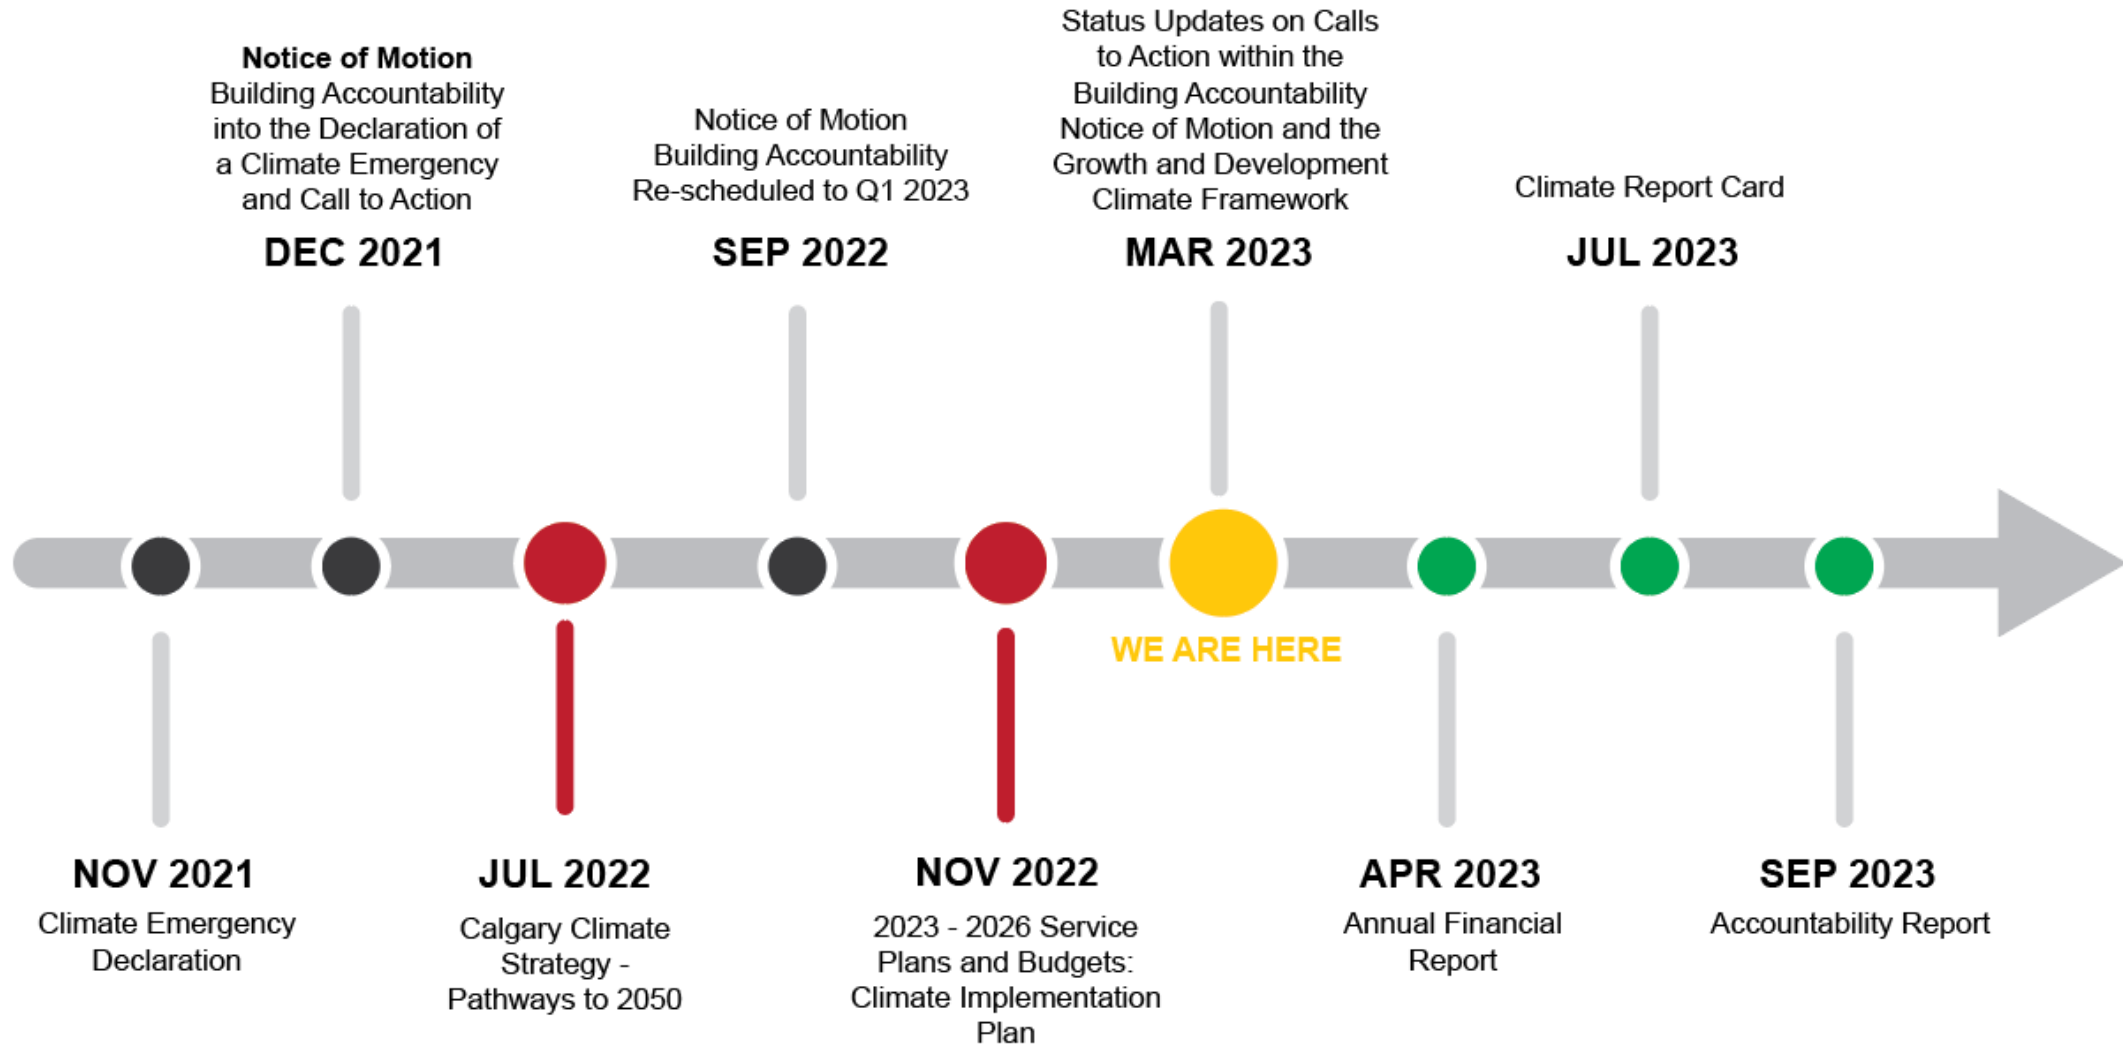 Notice of Motion
Building Accountability
into the Declaration of
a Climate Emergency
and Call to Action
DEC 2021
Notice of Motion
Building Accountability
Re-scheduled to Q1 2023
SEP 2022
Status Updates on Calls
to Action within the
Building Accountability
Notice of Motion and the
Growth and Development
Climate Framework
MAR 2023
Climate Report Card
JUL 2023
WE ARE HERE
NOV 2021
Climate Emergency
Declaration
JUL 2022
Calgary Climate
Strategy -
Pathways to 2050
NOV 2022
2023 - 2026 Service
Plans and Budgets:
Climate Implementation
Plan
APR 2023
Annual Financial
Report
SEP 2023
Accountability Report